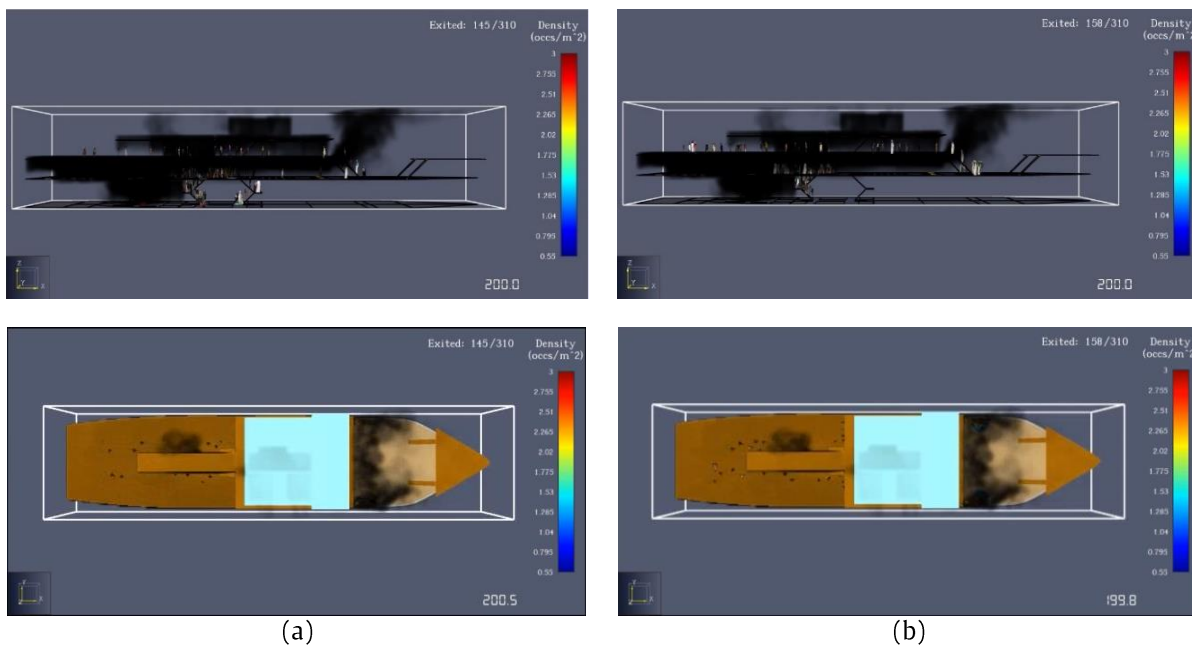 Exited: 145/310
Density
(occs/m^2)
3
2.755
2.51
2.265
2.02
1.775
1.53
1.285
1.04
0.795
0.55
Z
Y
X
200.0
Exited: 158/310
Density
(occs/m^2)
3
2.755
2.51
2.265
2.02
1.775
1.53
1.285
1.04
0.795
0.55
Z
Y
X
200.0
Exited: 145/310
Density
(occs/m^2)
3
2.755
2.51
2.265
2.02
1.775
1.53
1.285
1.04
0.795
0.55
Y
X
200.5
Exited: 158/310
Density
(occs/m^2)
3
2.755
2.51
2.265
2.02
1.775
1.53
1.285
1.04
0.795
0.55
Y
X
199.8
(a)
(b)